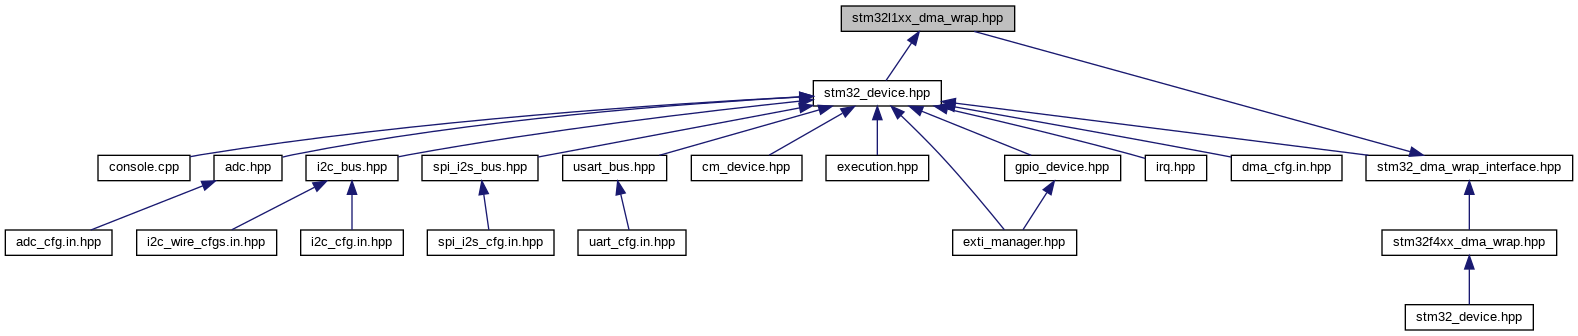 stm32l1xx_dma_wrap.hpp
stm32_device.hpp
console.cpp
adc.hpp
i2c_bus.hpp
spi_i2s_bus.hpp
usart_bus.hpp
cm_device.hpp
execution.hpp
gpio_device.hpp
irq.hpp
dma_cfg.in.hpp
stm32_dma_wrap_interface.hpp
adc_cfg.in.hpp
i2c_wire_cfgs.in.hpp
i2c_cfg.in.hpp
spi_i2s_cfg.in.hpp
uart_cfg.in.hpp
exti_manager.hpp
stm32f4xx_dma_wrap.hpp
stm32_device.hpp